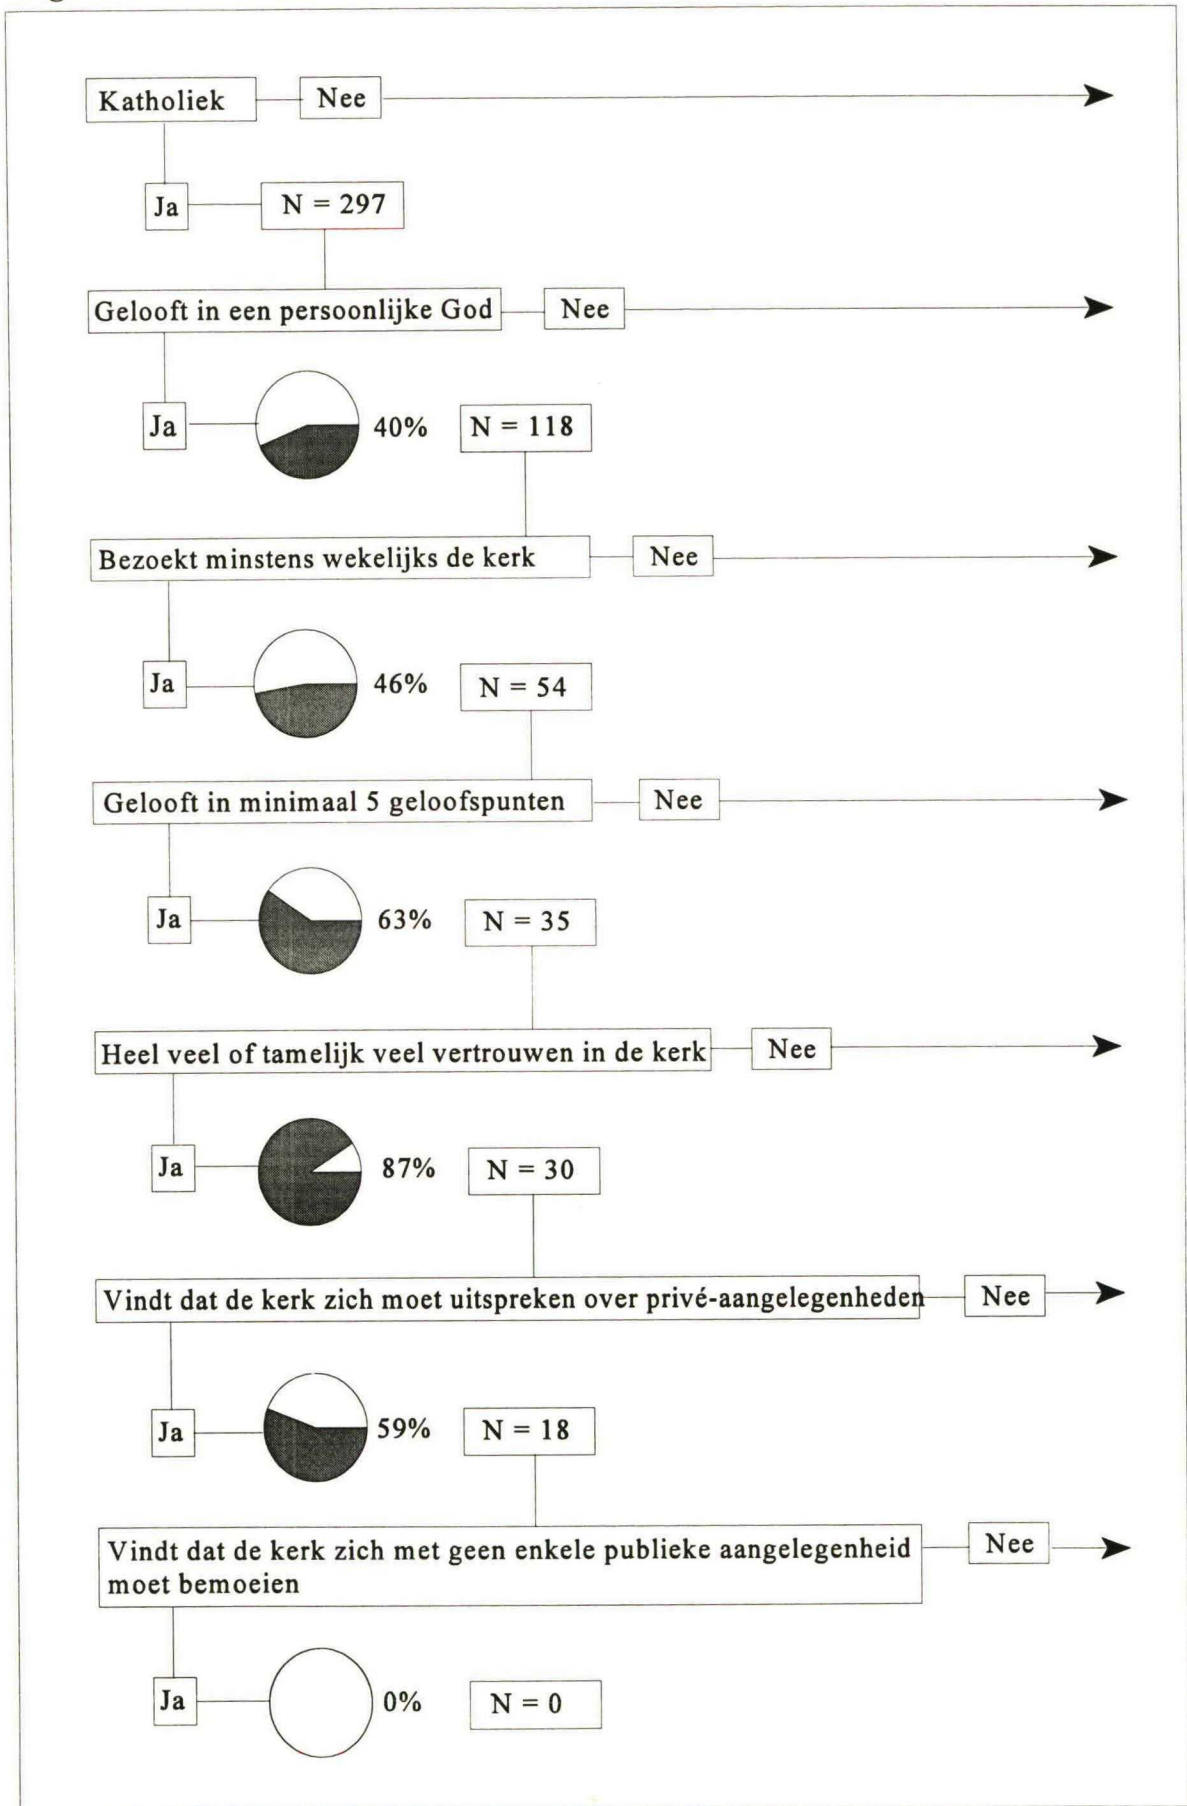 Katholiek Nee
Ja N = 297
Gelooft in een persoonlijke God Nee
Ja 40% N = 118
Bezoekt minstens wekelijks de kerk Nee
Ja 46% N = 54
Gelooft in minimaal 5 geloofspunten Nee
Ja 63% N = 35
Heel veel of tamelijk veel vertrouwen in de kerk Nee
Ja 87% N = 30
Vindt dat de kerk zich moet uitspreken over privé-aangelegenheden Nee
Ja 59% N = 18
Vindt dat de kerk zich met geen enkele publieke aangelegenheid Nee
moet bemoeien
Ja 0% N = 0